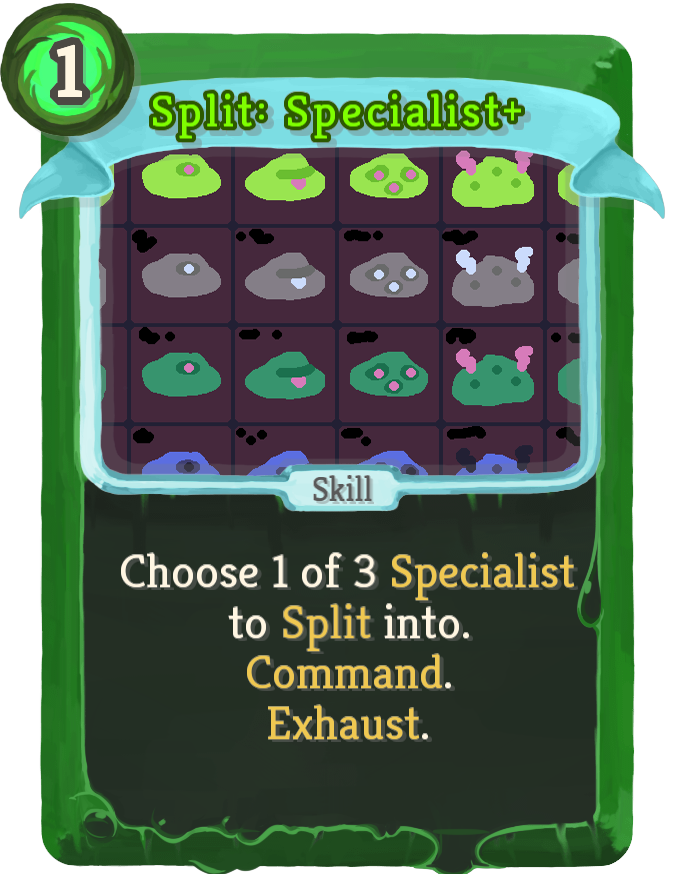 1
Split: Specialist+
Skill
Choose 1 of 3 Specialist
to Split into.
Command.
Exhaust.